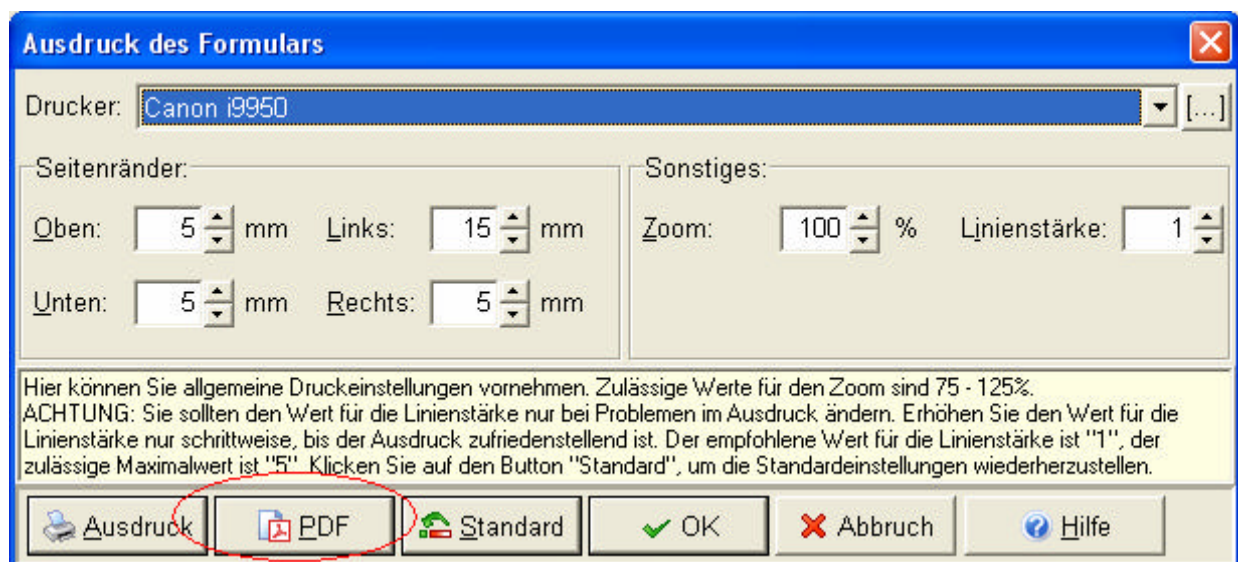 Ausdruck des Formulars
Drucker: Canon i9950 [...]
Seitenränder: Sonstiges:
Oben: 5 mm Links: 15 mm Zoom: 100 % Linienstärke: 1
Unten: 5 mm Rechts: 5 mm
Hier können Sie allgemeine Druckeinstellungen vornehmen. Zulässige Werte für den Zoom sind 75 - 125%.
ACHTUNG: Sie sollten den Wert für die Linienstärke nur bei Problemen im Ausdruck ändern. Erhöhen Sie den Wert für die
Linienstärke nur schrittweise, bis der Ausdruck zufriedenstellend ist. Der empfohlene Wert für die Linienstärke ist "1", der
zulässige Maximalwert ist "5". Klicken Sie auf den Button "Standard", um die Standardeinstellungen wiederherzustellen.
Ausdruck PDF Standard OK Abbruch Hilfe